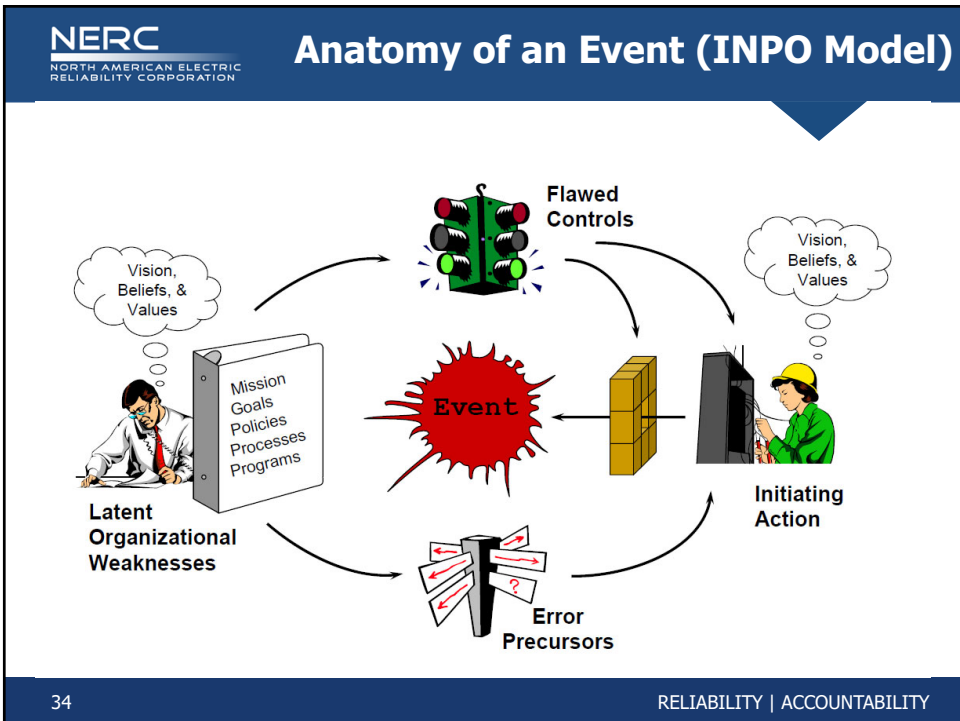 NERC
NORTH AMERICAN ELECTRIC
RELIABILITY CORPORATION
Anatomy of an Event (INPO Model)
Flawed
Controls
Vision,
Beliefs, &
Values
Vision,
Beliefs, &
Values
Mission
Goals
Policies
Processes
Programs
Event
Latent
Organizational
Weaknesses
Initiating
Action
?
Error
Precursors
34
RELIABILITY | ACCOUNTABILITY